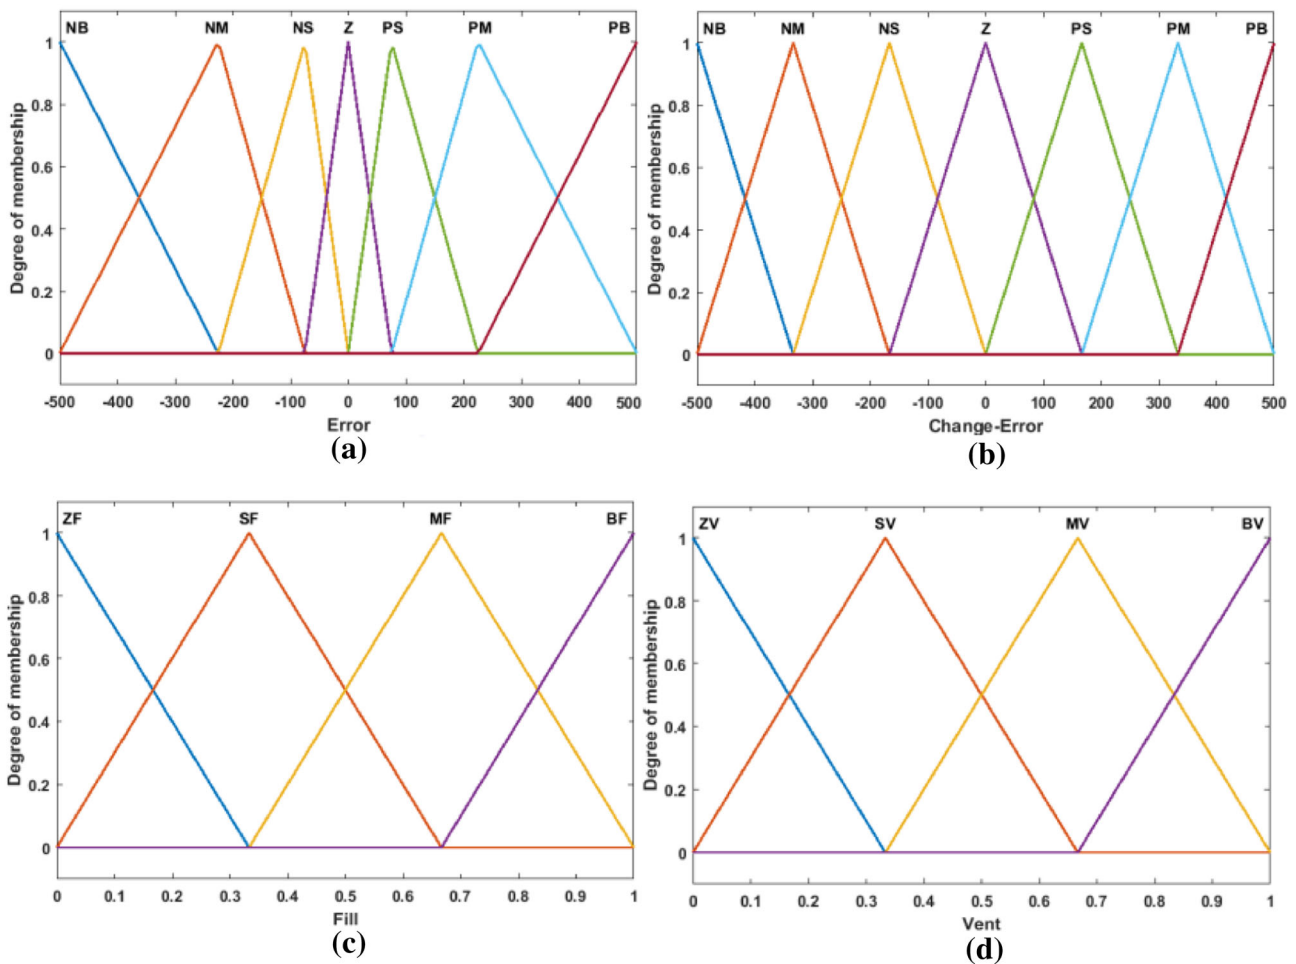 NB NM NS Z PS PM PB
1
0.8
0.6
0.4
0.2
0
Degree of membership
-500 -400 -300 -200 -100 0 100 200 300 400 500
Error
(a)
NB NM NS Z PS PM PB
1
0.8
0.6
0.4
0.2
0
Degree of membership
-500 -400 -300 -200 -100 0 100 200 300 400 500
Change-Error
(b)
ZF SF MF BF
1
0.8
0.6
0.4
0.2
0
Degree of membership
0 0.1 0.2 0.3 0.4 0.5 0.6 0.7 0.8 0.9 1
Fill
(c)
ZV SV MV BV
1
0.8
0.6
0.4
0.2
0
Degree of membership
0 0.1 0.2 0.3 0.4 0.5 0.6 0.7 0.8 0.9 1
Vent
(d)